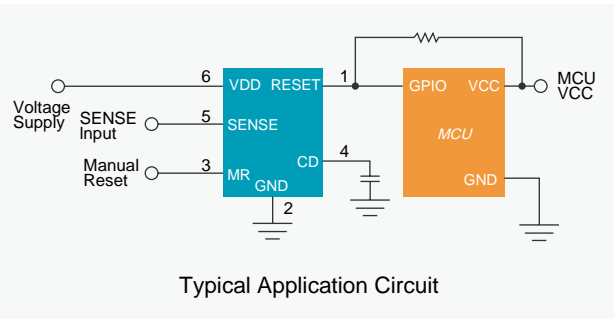 6 VDD RESET 1 GPIO VCC MCU
VCC
Voltage
Supply
SENSE
Input
5 SENSE
MCU
Manual
Reset
3 MR
CD 4
GND
2
GND
Typical Application Circuit